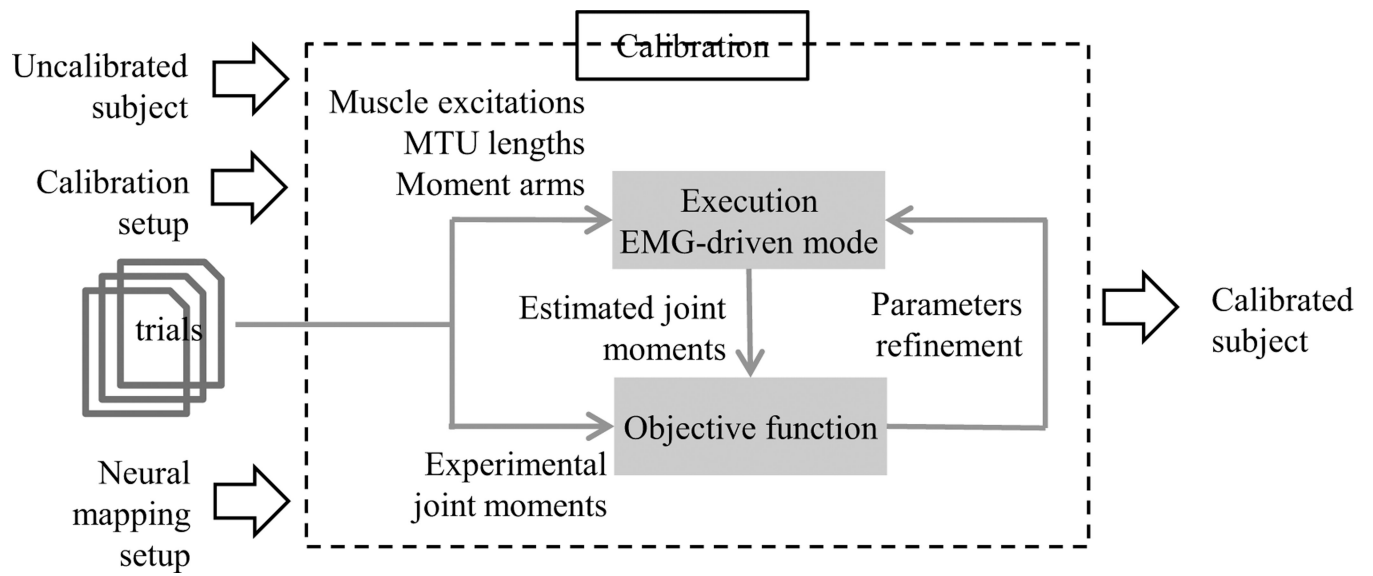 Calibration
Uncalibrated
subject
Calibration
setup
trials
Neural
mapping
setup
Muscle excitations
MTU lengths
Moment arms
Execution
EMG-driven mode
Estimated joint
moments
Parameters
refinement
Objective function
Experimental
joint moments
Calibrated
subject